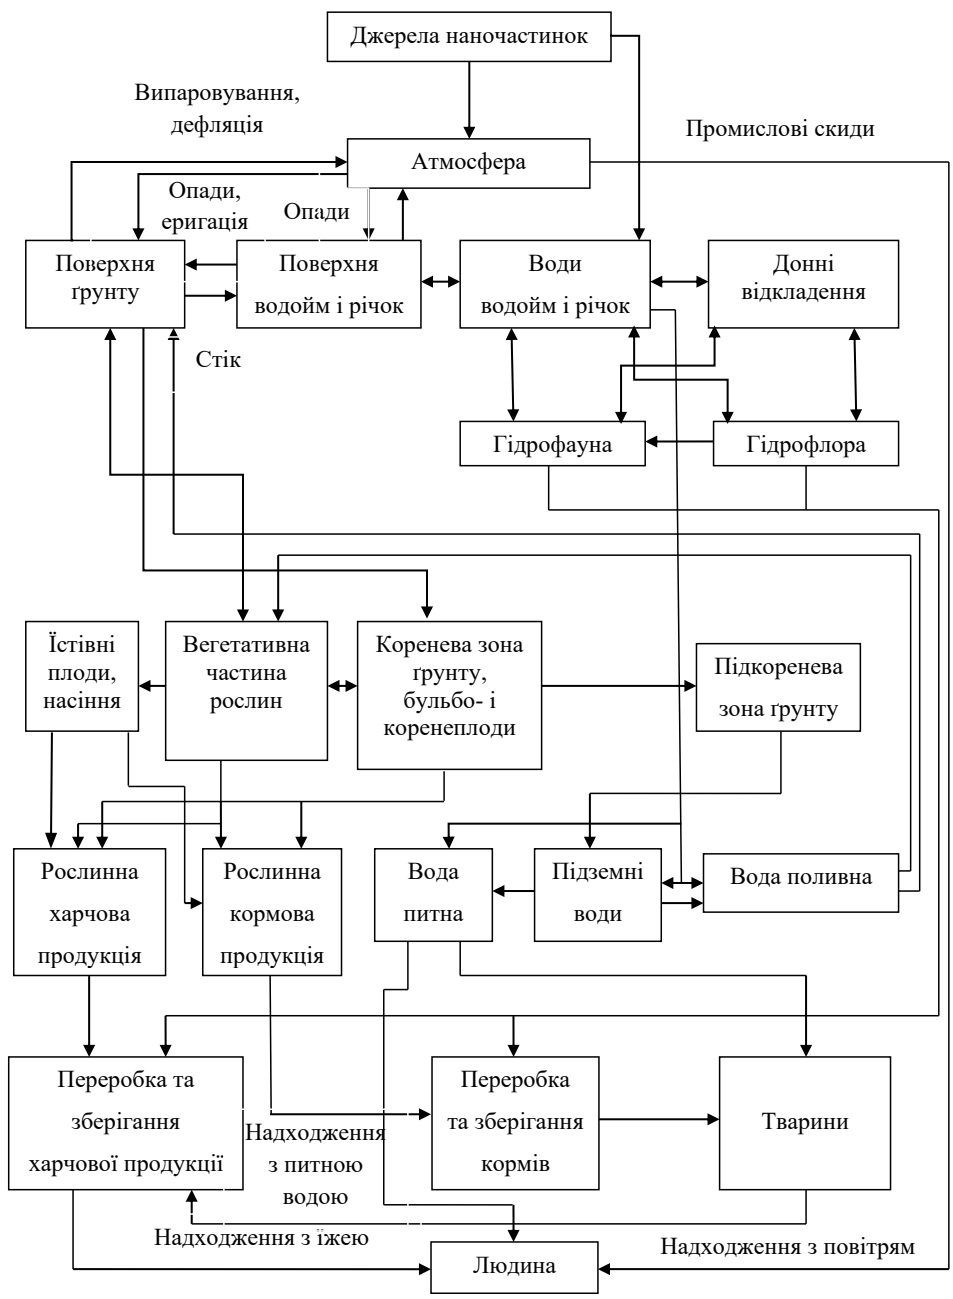 Джерела наночастинок
Випаровування,
дефляція
Промислові скиди
Атмосфера
Опади,
еригація
Опади
Поверхня
ґрунту
Поверхня
водойм і річок
Води
водойм і річок
Донні
відкладення
Стік
Гідрофауна
Гідрофлора
Їстівні
плоди,
насіння
Вегетативна
частина
рослин
Коренева зона
ґрунту,
бульбо- і
коренеплоди
Підкоренева
зона ґрунту
Рослинна
харчова
продукція
Рослинна
кормова
продукція
Вода
питна
Підземні
води
Вода поливна
Переробка та
зберігання
харчової продукції
Надходження
з питною
водою
Переробка
та зберігання
кормів
Тварини
Надходження з їжею
Людина
Надходження з повітрям